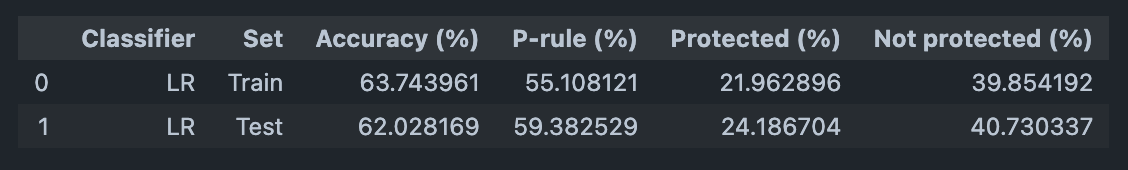 Classifier Set Accuracy (%) P-rule (%) Protected (%) Not protected (%)
0 LR Train 63.743961 55.108121 21.962896 39.854192
1 LR Test 62.028169 59.382529 24.186704 40.730337